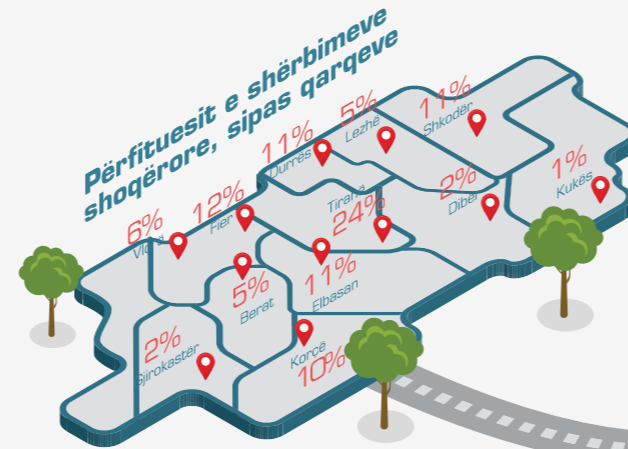 Përfituesit e shërbimeve
shoqërore, sipas qarqeve
11%
Shkodër
5%
Lezhë
11%
Durrës
1%
Kukës
2%
Dibër
Tiranë
24%
12%
Fier
6%
Vlorë
11%
Elbasan
5%
Berat
2%
Gjirokastër
Korçë
10%